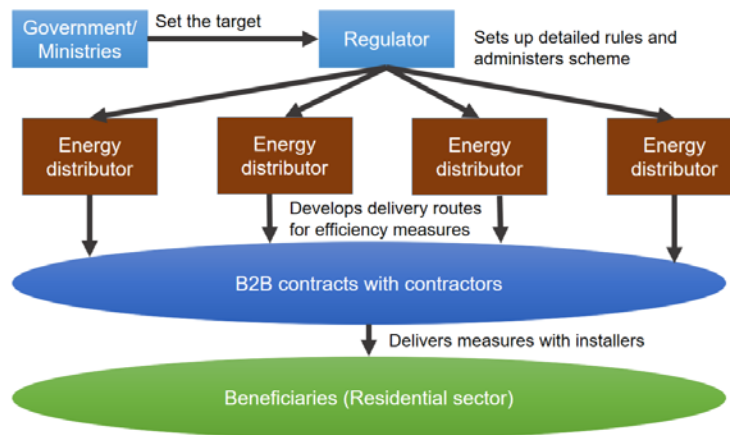 Government/
Ministries
Set the target
Regulator
Sets up detailed rules and
administers scheme
Energy
distributor
Energy
distributor
Energy
distributor
Energy
distributor
Develops delivery routes
for efficiency measures
B2B contracts with contractors
Delivers measures with installers
Beneficiaries (Residential sector)